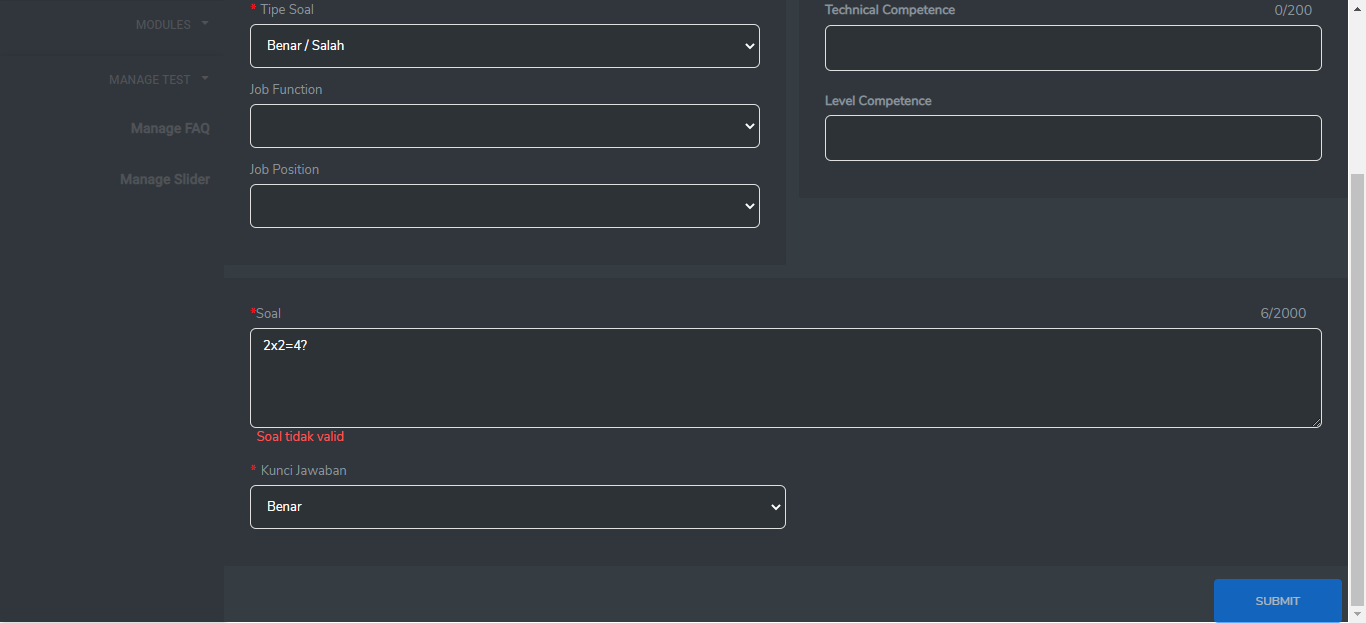 MODULES
MANAGE TEST
Manage FAQ
Manage Slider
* Tipe Soal
Benar / Salah
Job Function
Job Position
Technical Competence 0/200
Level Competence
*Soal 6/2000
2x2=4?
Soal tidak valid
* Kunci Jawaban
Benar
SUBMIT